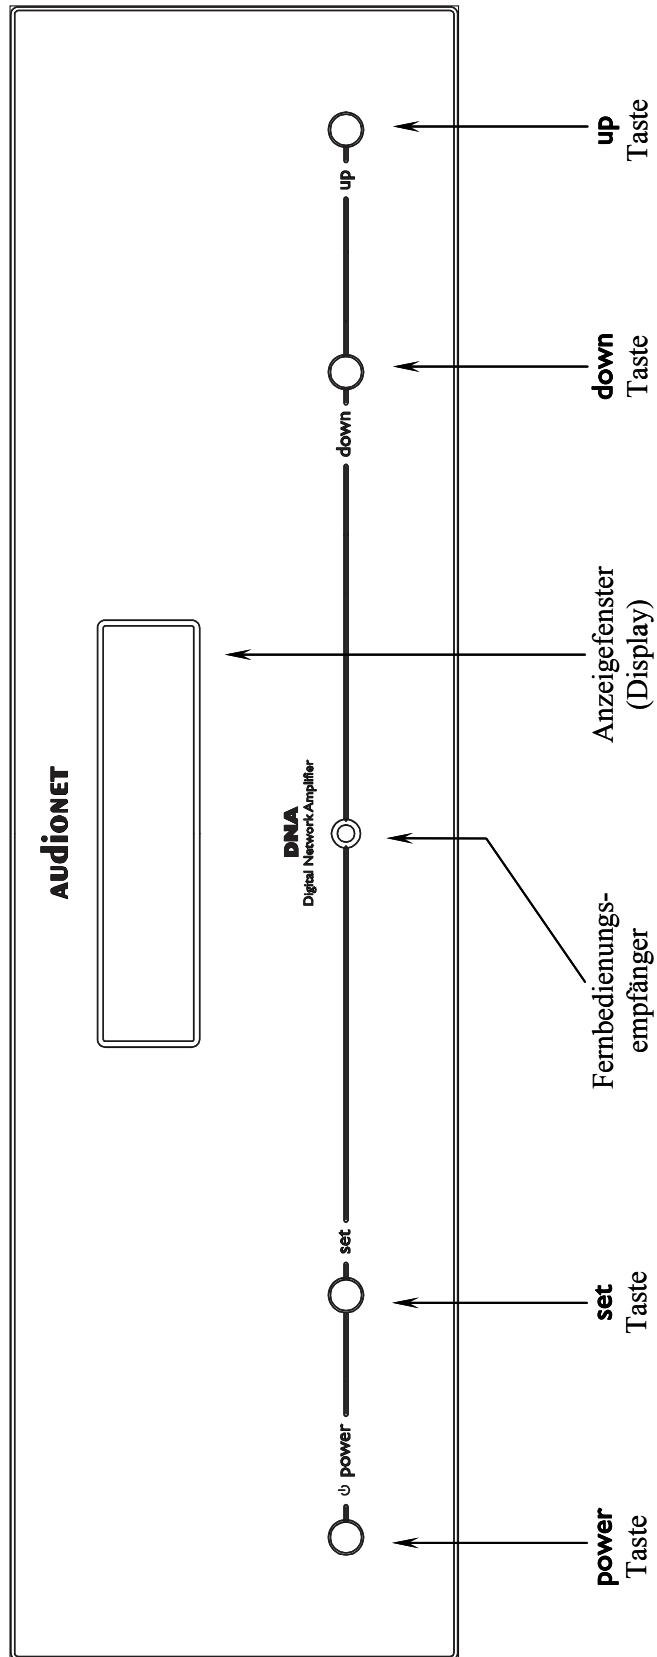 AUdioNET
DNA
Digital Network Amplifier
power
set
down
up
power
Taste
set
Taste
Fernbedienungs-
empfänger
Anzeigefenster
(Display)
down
Taste
up
Taste